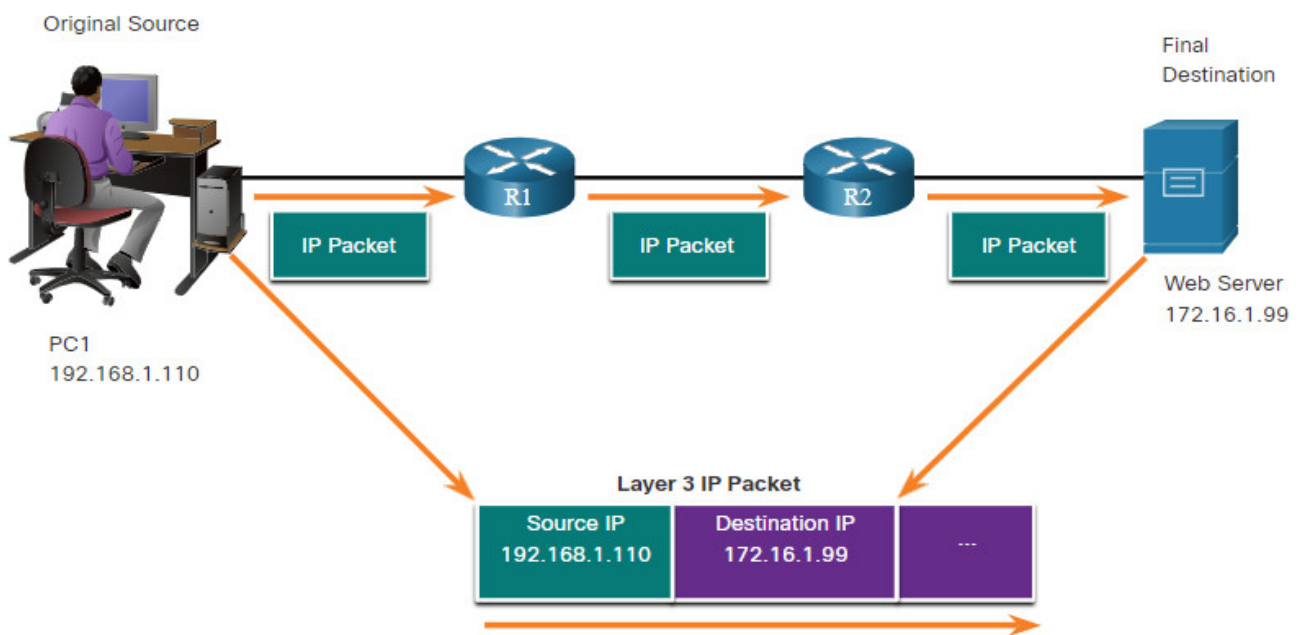 Original Source
Final
Destination
R1
R2
IP Packet
IP Packet
IP Packet
Web Server
172.16.1.99
PC1
192.168.1.110
Layer 3 IP Packet
Source IP
192.168.1.110
Destination IP
172.16.1.99
---